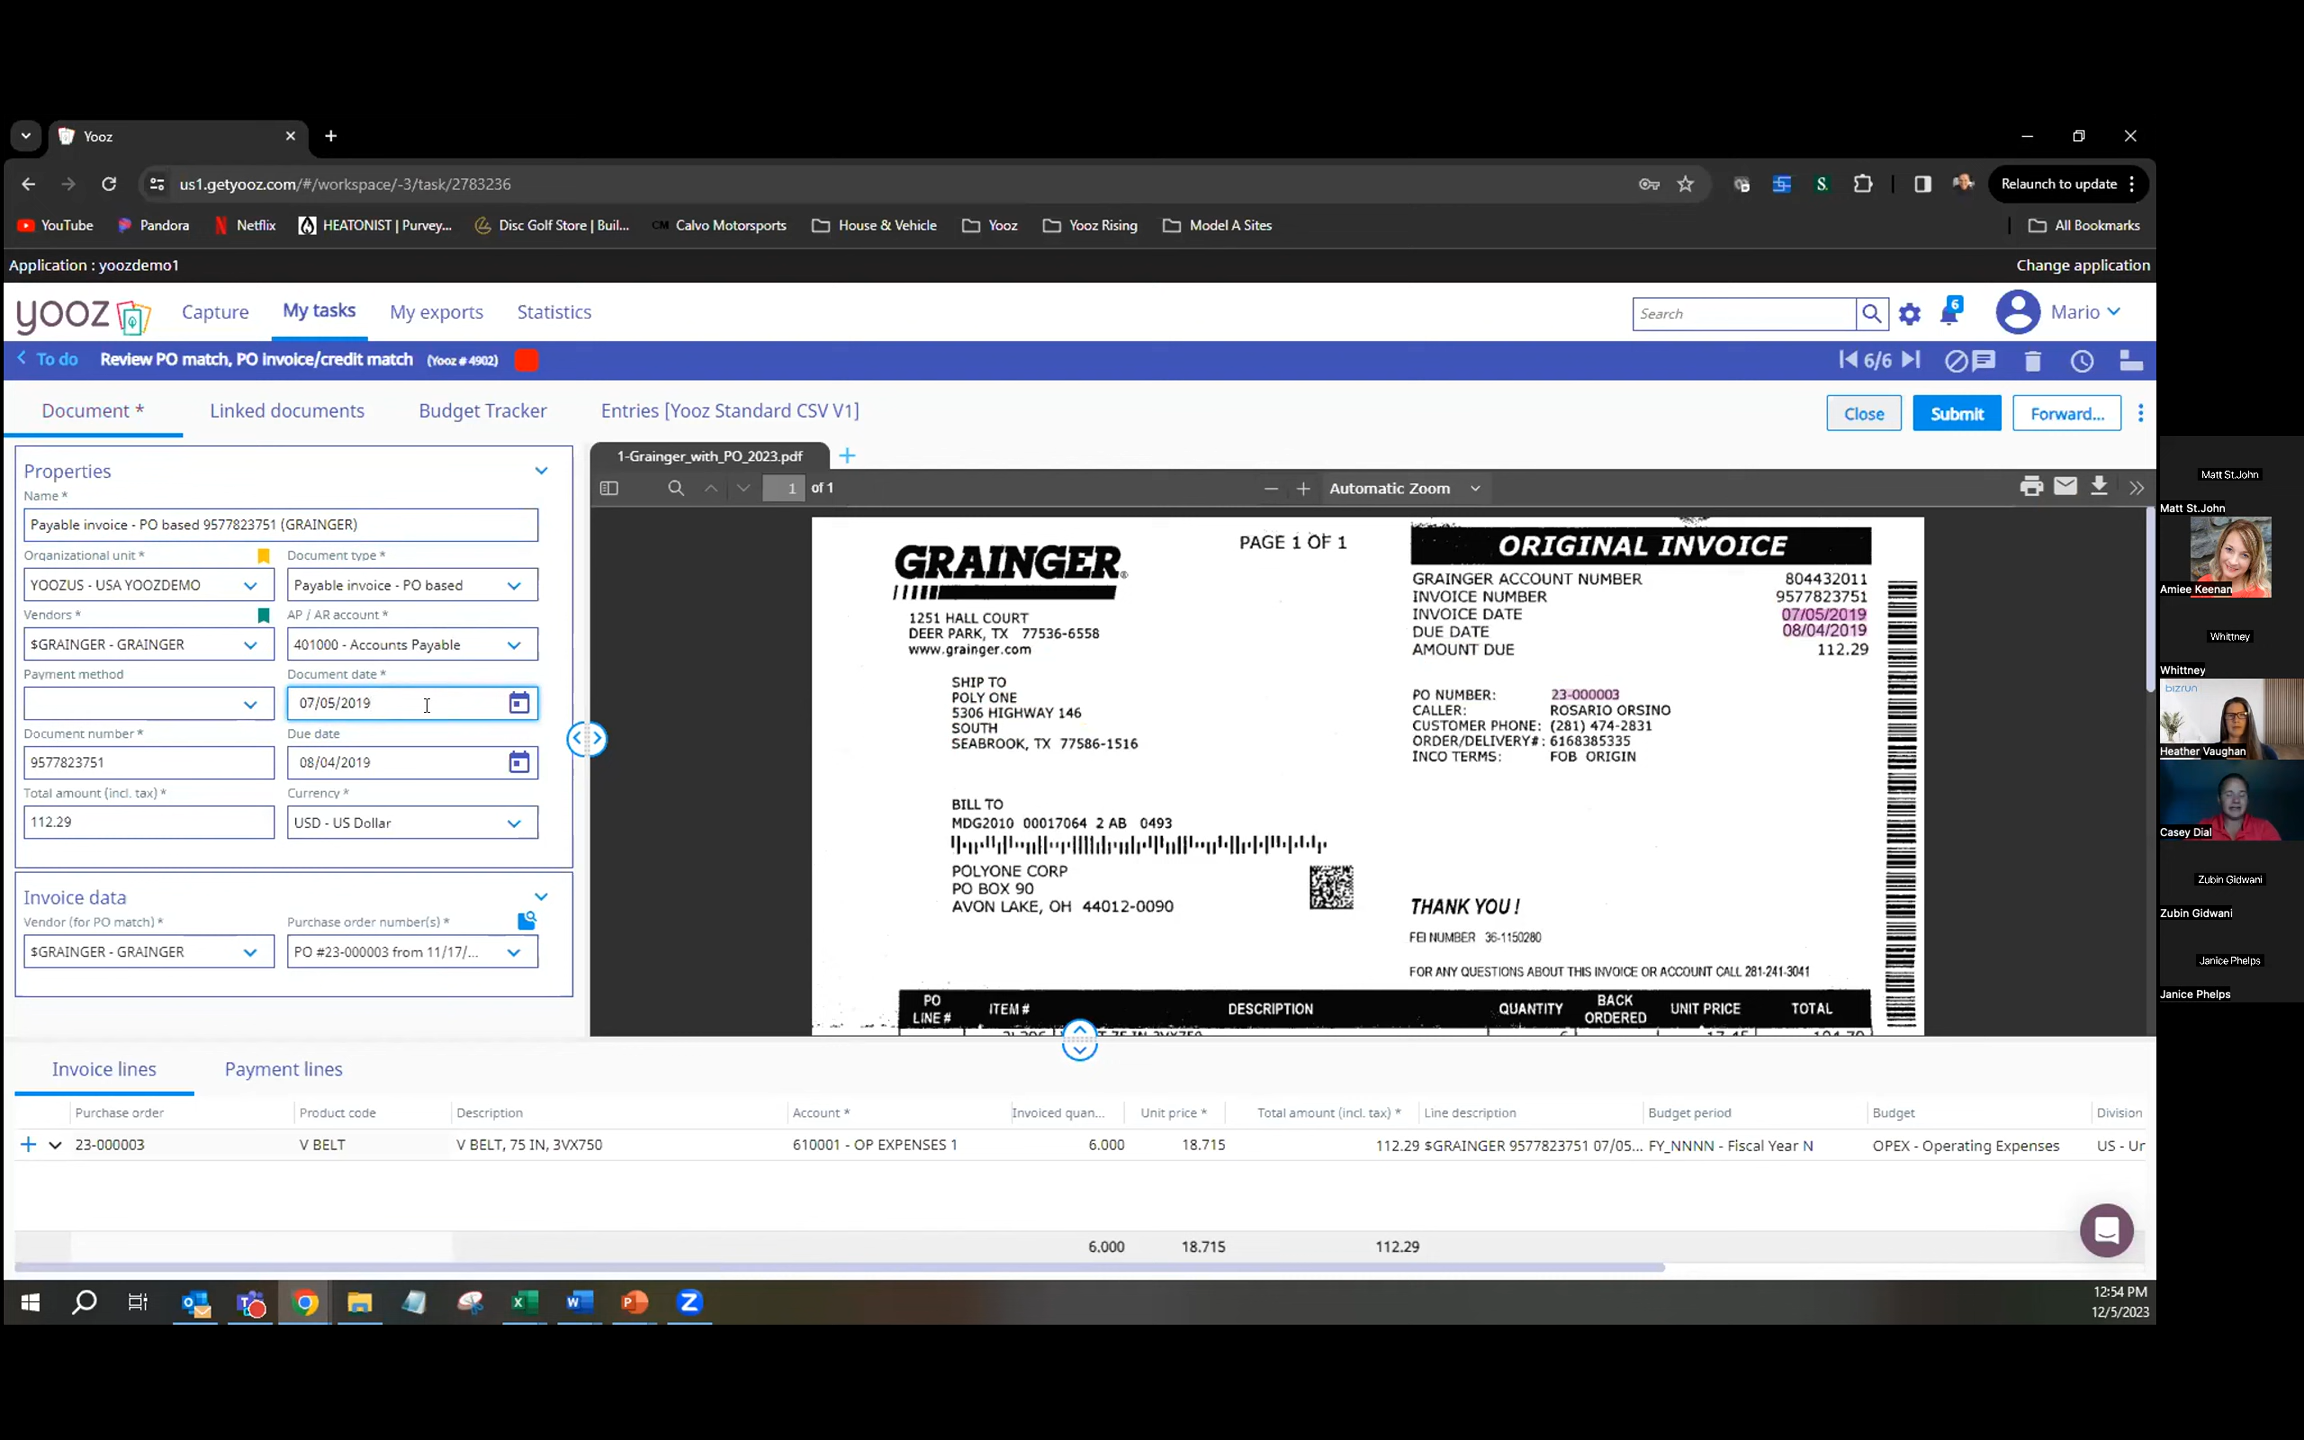 Yooz
us1.getyooz.com/#/workspace/-3/task/2783236
Relaunch to update
YouTube
Pandora
Netflix
HEATONIST | Purvey...
Disc Golf Store | Buil...
CM Calvo Motorsports
House & Vehicle
Yooz
Yooz Rising
Model A Sites
All Bookmarks
Application : yoozdemo1
Change application
yooz
Capture
My tasks
My exports
Statistics
Search
6
Mario
To do
Review PO match, PO invoice/credit match (Yooz # 4902)
6/6
Document *
Linked documents
Budget Tracker
Entries [Yooz Standard CSV V1]
Close
Submit
Forward...
Properties
Name *
Payable invoice - PO based 9577823751 (GRAINGER)
Organizational unit *
Document type *
YOOZUS - USA YOOZDEMO
Payable invoice - PO based
Vendors *
AP / AR account *
$GRAINGER - GRAINGER
401000 - Accounts Payable
Payment method
Document date *
07/05/2019
Document number *
Due date
9577823751
08/04/2019
Total amount (incl. tax) *
Currency *
112.29
USD - US Dollar
Invoice data
Vendor (for PO match) *
Purchase order number(s) *
$GRAINGER - GRAINGER
PO #23-000003 from 11/17/...
1-Grainger_with_PO_2023.pdf
1 of 1
Automatic Zoom
GRAINGER®
PAGE 1 OF 1
ORIGINAL INVOICE
1251 HALL COURT
DEER PARK, TX 77536-6558
www.grainger.com
GRAINGER ACCOUNT NUMBER 804432011
INVOICE NUMBER 9577823751
INVOICE DATE 07/05/2019
DUE DATE 08/04/2019
AMOUNT DUE 112.29
SHIP TO
POLY ONE
5306 HIGHWAY 146
SOUTH
SEABROOK, TX 77586-1516
PO NUMBER: 23-000003
CALLER: ROSARIO ORSINO
CUSTOMER PHONE: (281) 474-2831
ORDER/DELIVERY#: 6168385335
INCO TERMS: FOB ORIGIN
BILL TO
MDG2010 00017064 2 AB 0493
POLYONE CORP
PO BOX 90
AVON LAKE, OH 44012-0090
THANK YOU !
FEI NUMBER 36-1150280
FOR ANY QUESTIONS ABOUT THIS INVOICE OR ACCOUNT CALL 281-241-3041
PO LINE #
ITEM #
DESCRIPTION
QUANTITY
BACK ORDERED
UNIT PRICE
TOTAL
Invoice lines
Payment lines
Purchase order
Product code
Description
Account *
Invoiced quan...
Unit price *
Total amount (incl. tax) *
Line description
Budget period
Budget
Division
23-000003
V BELT
V BELT, 75 IN, 3VX750
610001 - OP EXPENSES 1
6.000
18.715
112.29
$GRAINGER 9577823751 07/05...
FY_NNNN - Fiscal Year N
OPEX - Operating Expenses
US - Ur
6.000
18.715
112.29
12:54 PM
12/5/2023
Matt St.John
Matt St.John
Amiee Keenan
Whittney
Whittney
bizrun
Heather Vaughan
Casey Dial
Zubin Gidwani
Zubin Gidwani
Janice Phelps
Janice Phelps